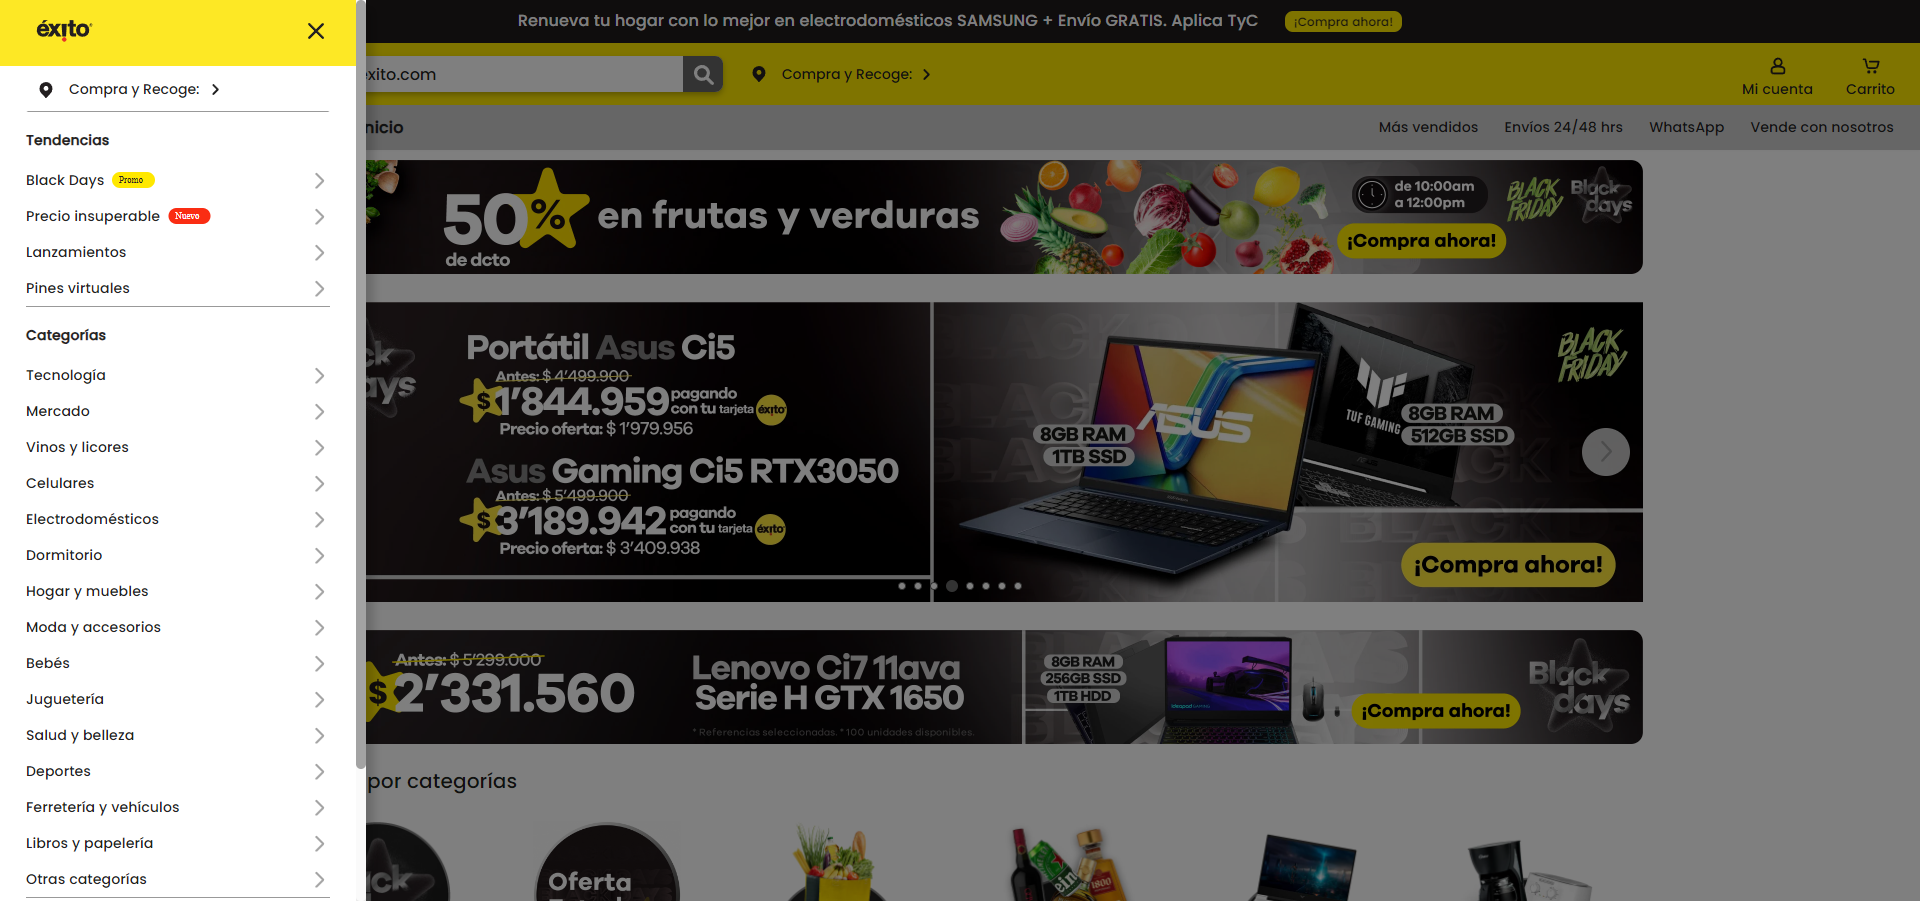 Renueva tu hogar con lo mejor en electrodomésticos SAMSUNG + Envío GRATIS. Aplica TyC
¡Compra ahora!
éxito
Compra y Recoge:
Tendencias
Black Days Promo
Precio insuperable Nuevo
Lanzamientos
Pines virtuales
Categorías
Tecnología
Mercado
Vinos y licores
Celulares
Electrodomésticos
Dormitorio
Hogar y muebles
Moda y accesorios
Bebés
Juguetería
Salud y belleza
Deportes
Ferretería y vehículos
Libros y papelería
Otras categorías
exito.com
Compra y Recoge:
Mi cuenta
Carrito
nicio
Más vendidos
Envíos 24/48 hrs
WhatsApp
Vende con nosotros
50%
de dcto
en frutas y verduras
de 10:00am
a 12:00pm
¡Compra ahora!
BLACK
FRIDAY
Black
days
ck
ays
Portátil Asus Ci5
Antes: $ 4'499.900
$1'844.959
pagando
con tu tarjeta éxito
Precio oferta: $ 1'979.956
Asus Gaming Ci5 RTX3050
Antes: $ 5'499.900
$3'189.942
pagando
con tu tarjeta éxito
Precio oferta: $ 3'409.938
8GB RAM
1TB SSD
ASUS
TUF GAMING
8GB RAM
512GB SSD
BLACK
FRIDAY
¡Compra ahora!
Antes: $ 5'299.000
$2'331.560
Lenovo Ci7 11ava
Serie H GTX 1650
* Referencias seleccionadas. * 100 unidades disponibles.
8GB RAM
256GB SSD
1TB HDD
¡Compra ahora!
Black
days
por categorías
ck
Oferta
1800